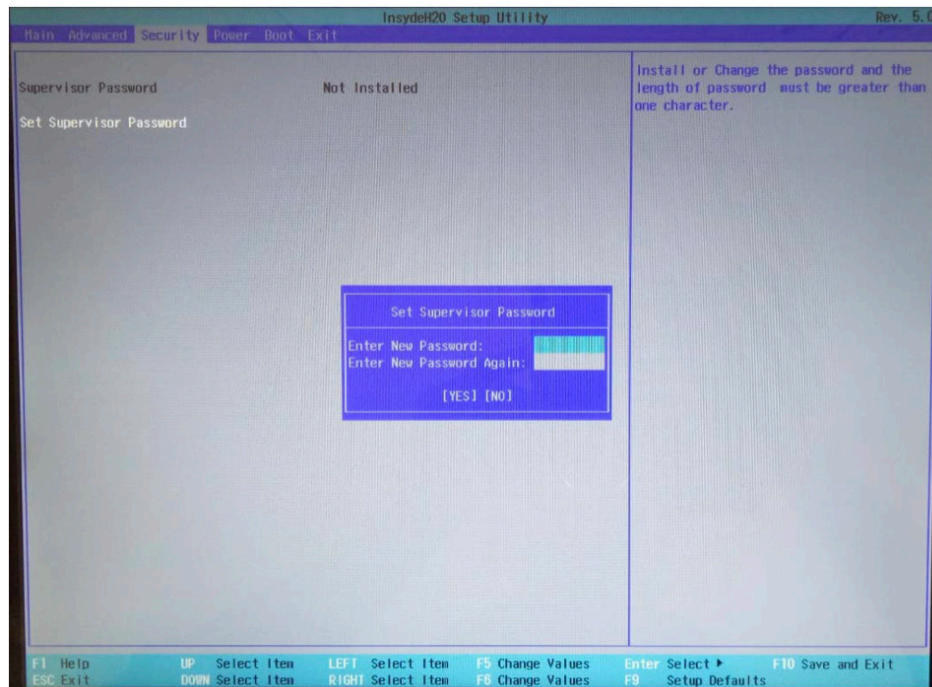 InsydeH20 Setup Utility
Rev. 5.0
Main Advanced Security Power Boot Exit
Supervisor Password Not Installed
Set Supervisor Password
Install or Change the password and the
length of password must be greater than
one character.
Set Supervisor Password
Enter New Password:
Enter New Password Again:
[YES] [NO]
F1 Help UP Select Item LEFT Select Item F5 Change Values Enter Select ▶ F10 Save and Exit
ESC Exit DOWN Select Item RIGHT Select Item F6 Change Values F9 Setup Defaults